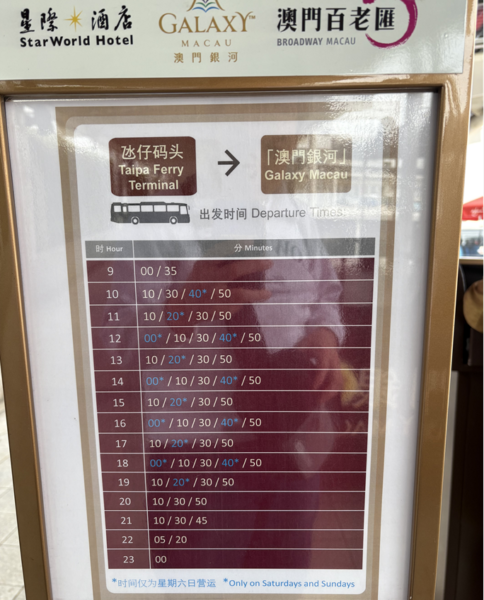 星際 酒店
StarWorld Hotel
GALAXY™
MACAU
澳門銀河
澳門百老匯
BROADWAY MACAU
氹仔码头
Taipa Ferry
Terminal
→
「澳門銀河」
Galaxy Macau
出发时间 Departure Times:
时 Hour 分 Minutes
9 00 / 35
10 10 / 30 / 40* / 50
11 10 / 20* / 30 / 50
12 00* / 10 / 30 / 40* / 50
13 10 / 20* / 30 / 50
14 00* / 10 / 30 / 40* / 50
15 10 / 20* / 30 / 50
16 00* / 10 / 30 / 40* / 50
17 10 / 20* / 30 / 50
18 00* / 10 / 30 / 40* / 50
19 10 / 20* / 30 / 50
20 10 / 30 / 50
21 10 / 30 / 45
22 05 / 20
23 00
*时间仅为星期六日营运 *Only on Saturdays and Sundays